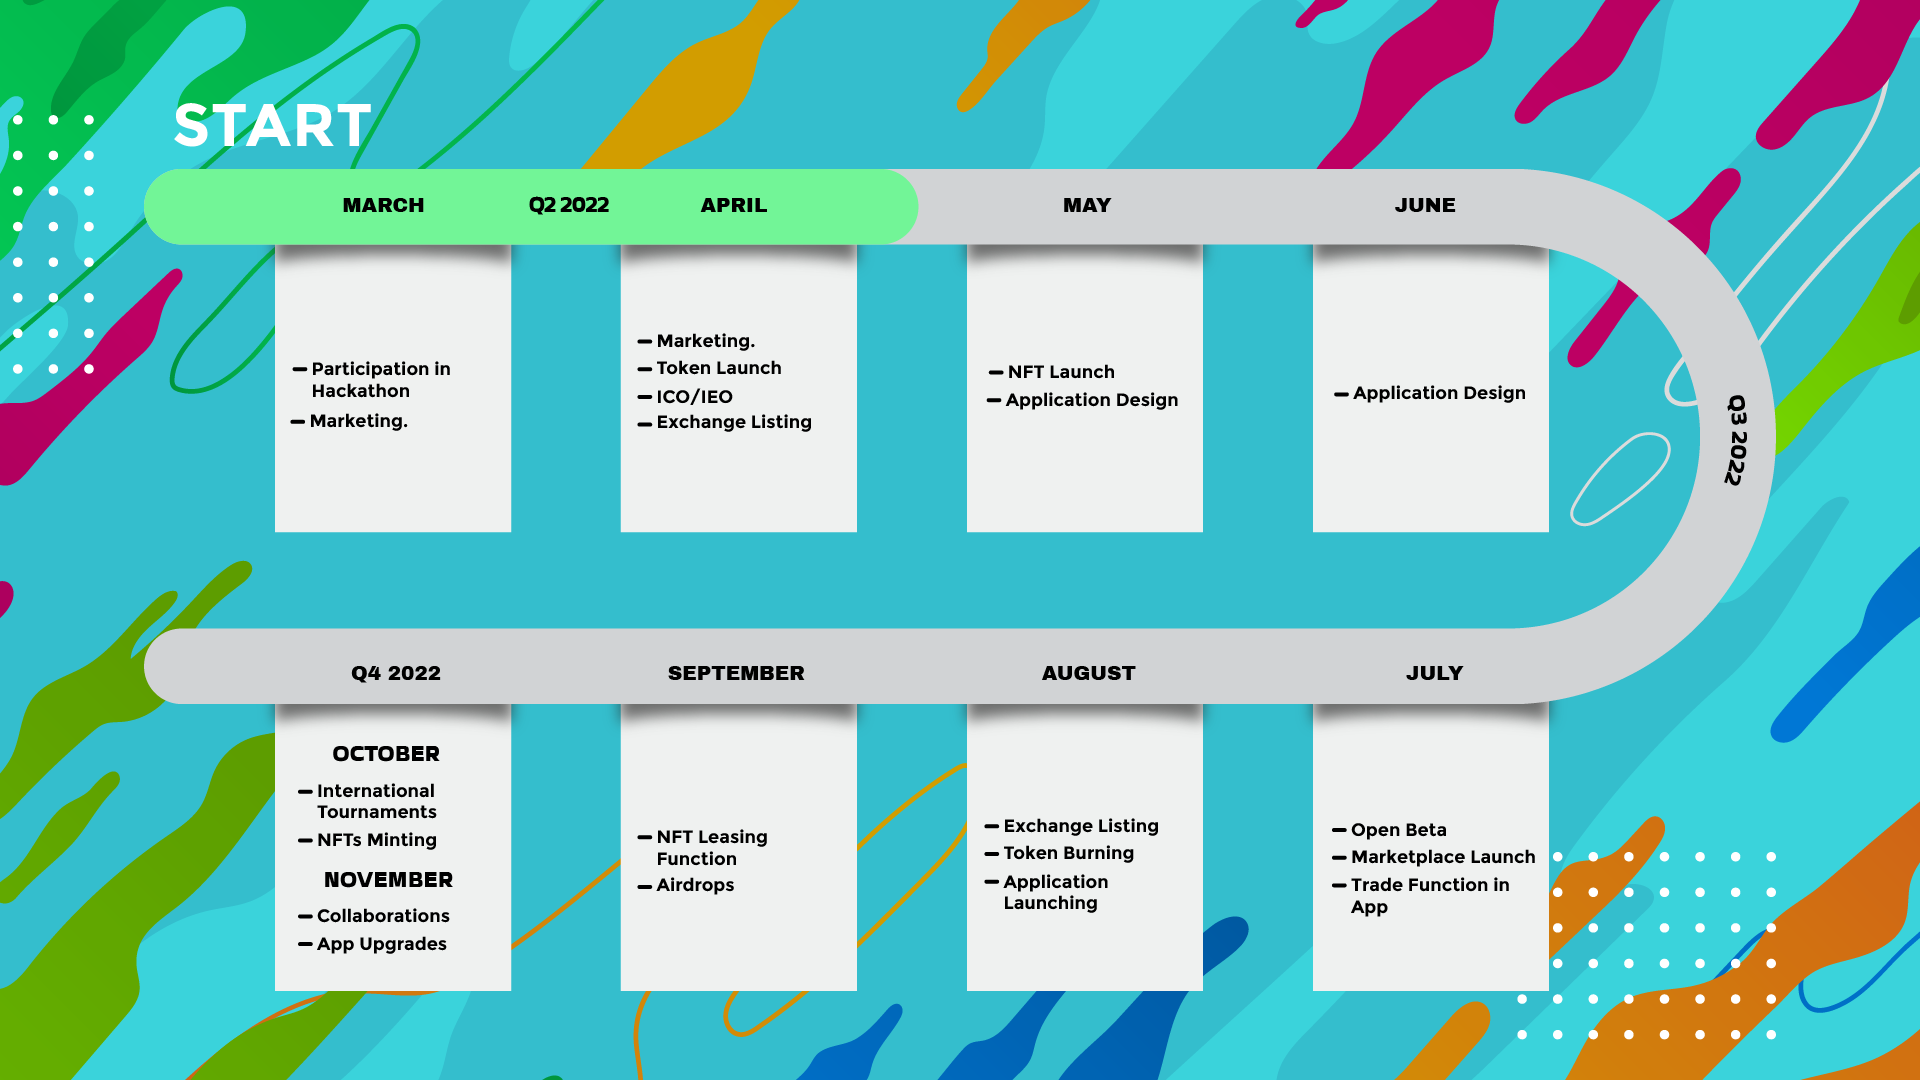 START
MARCH
Q2 2022
APRIL
MAY
JUNE
— Participation in
Hackathon
— Marketing.
— Marketing.
— Token Launch
— ICO/IEO
— Exchange Listing
— NFT Launch
— Application Design
— Application Design
Q3 2022
JULY
— Open Beta
— Marketplace Launch
— Trade Function in
App
AUGUST
— Exchange Listing
— Token Burning
— Application
Launching
SEPTEMBER
— NFT Leasing
Function
— Airdrops
Q4 2022
OCTOBER
— International
Tournaments
— NFTs Minting
NOVEMBER
— Collaborations
— App Upgrades